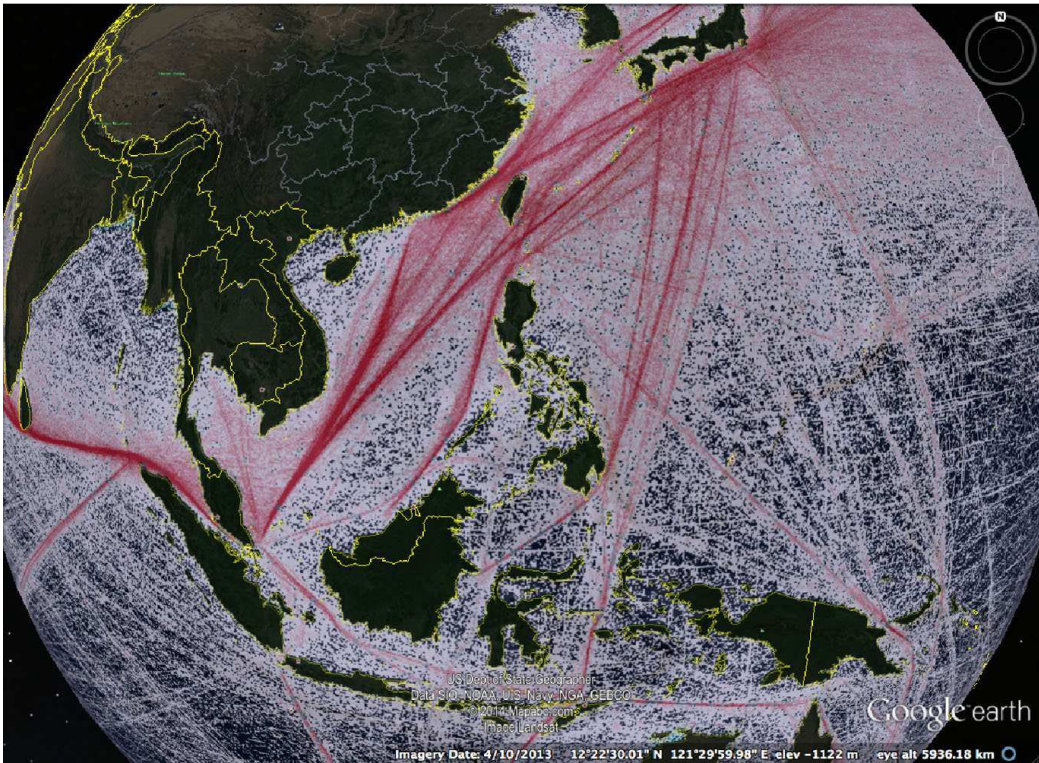 N
US Dept of State Geographer
Data SIO, NOAA, U.S. Navy, NGA, GEBCO
© 2014 Mapabc.com
Image Landsat
Google earth
Imagery Date: 4/10/2013 12°22'30.01" N 121°29'59.98" E elev -1122 m eye alt 5936.18 km